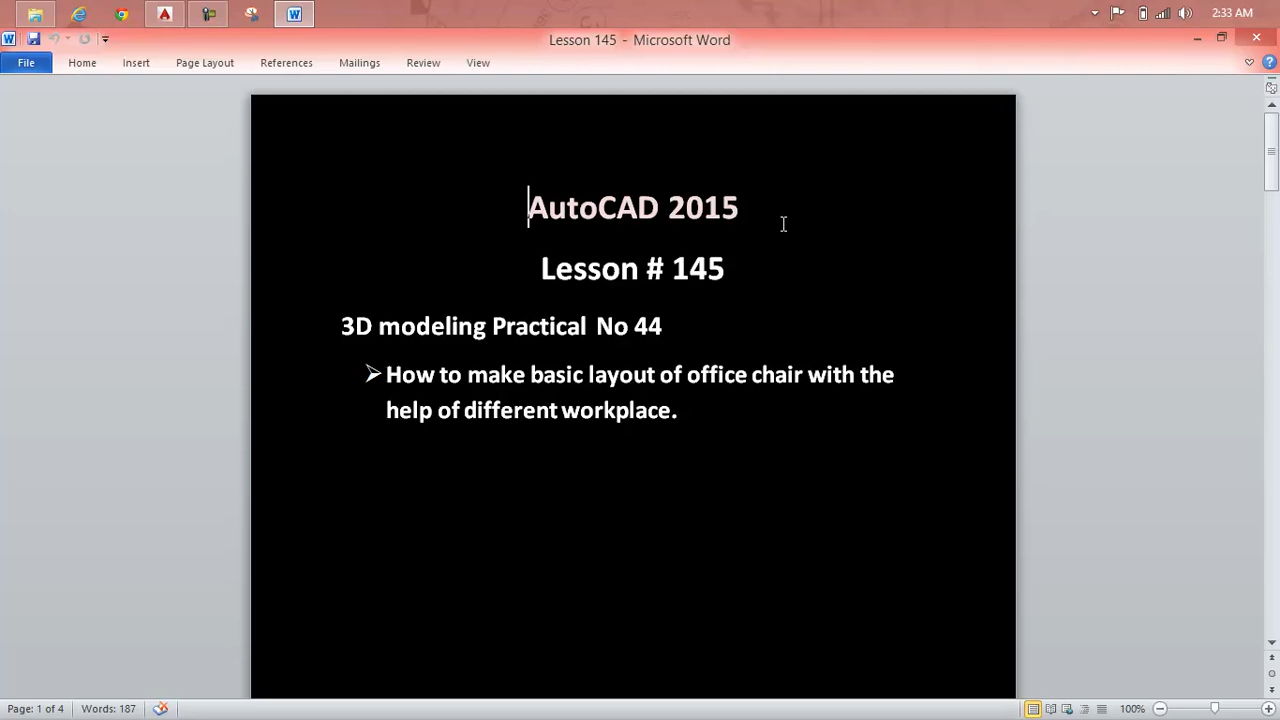 2:33 AM
Lesson 145 - Microsoft Word
File Home Insert Page Layout References Mailings Review View
AutoCAD 2015
Lesson # 145
3D modeling Practical No 44
How to make basic layout of office chair with the
help of different workplace.
Page: 1 of 4 Words: 187 100%